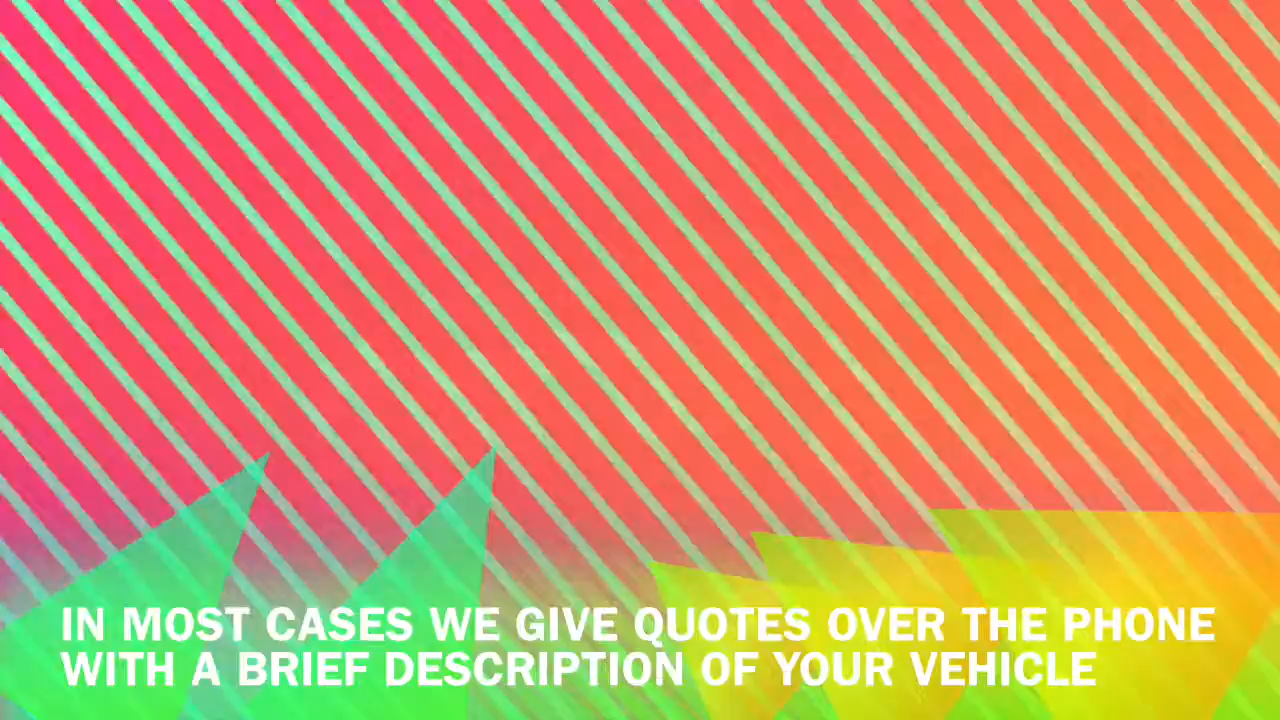 IN MOST CASES WE GIVE QUOTES OVER THE PHONE
WITH A BRIEF DESCRIPTION OF YOUR VEHICLE